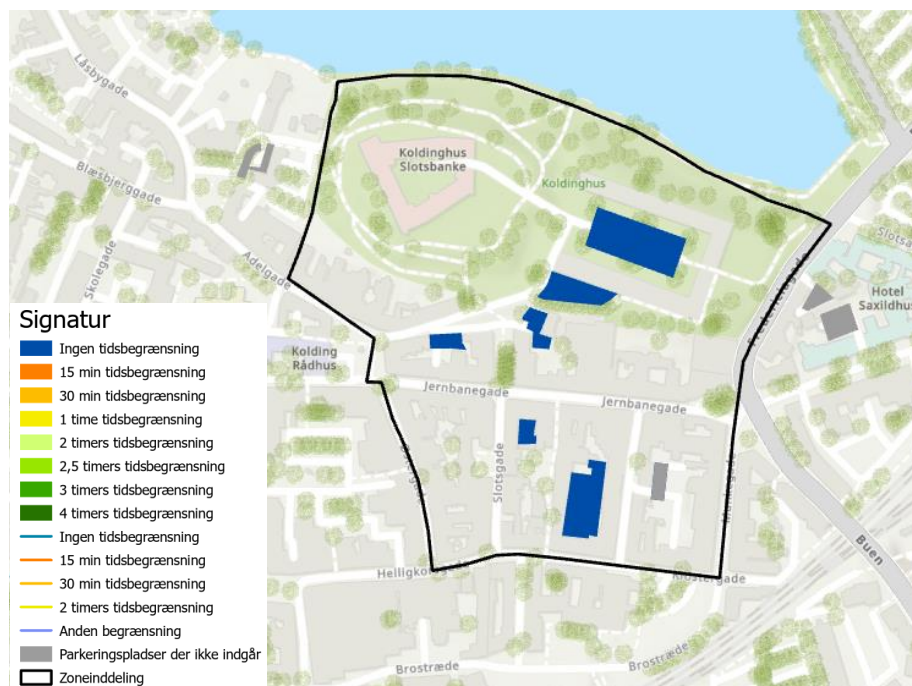 Låsbygade
Blæsbjerggade
Skolegade
Adelgade
Koldinghus
Slotsbanke
Koldinghus
Hotel
Saxildhus
Kolding
Rådhus
Jernbanegade
Jernbanegade
Slotsgade
Buen
Klostergade
Brostræde
Brostræde
Signatur
Ingen tidsbegrænsning
15 min tidsbegrænsning
30 min tidsbegrænsning
1 time tidsbegrænsning
2 timers tidsbegrænsning
2,5 timers tidsbegrænsning
3 timers tidsbegrænsning
4 timers tidsbegrænsning
Ingen tidsbegrænsning
15 min tidsbegrænsning
30 min tidsbegrænsning
2 timers tidsbegrænsning
Anden begrænsning
Parkeringspladser der ikke indgår
Zoneinddeling